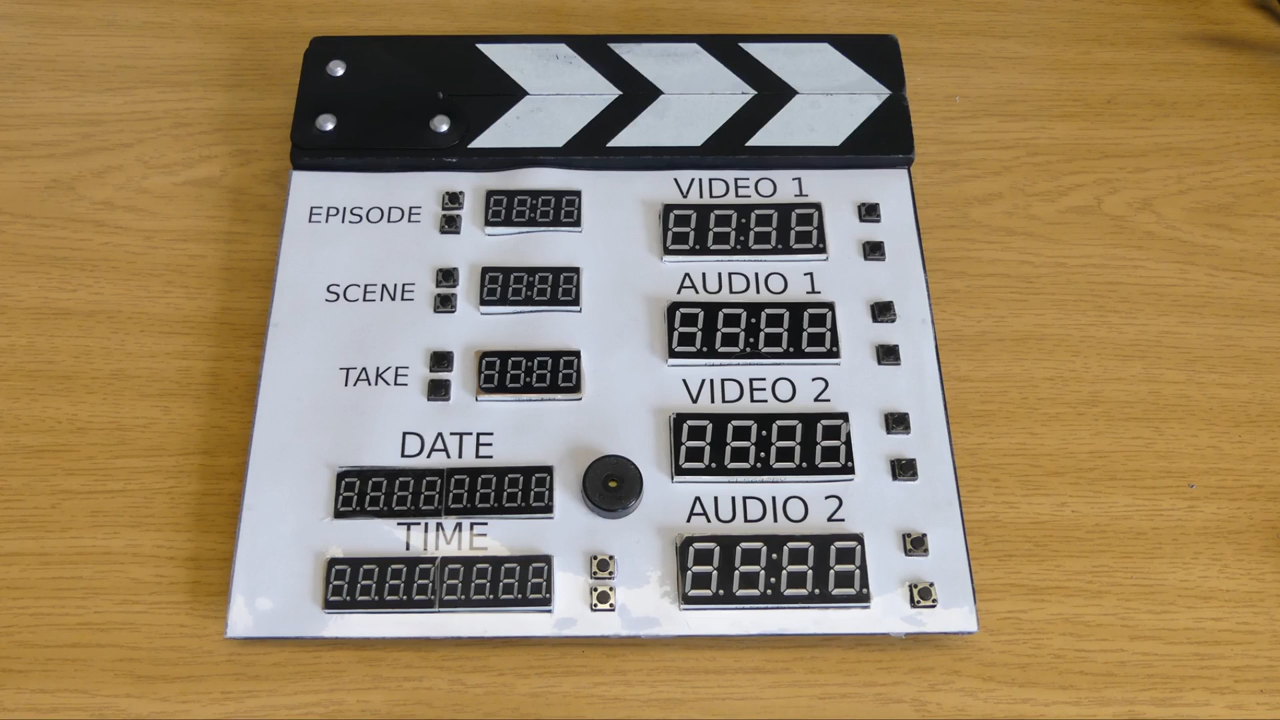 EPISODE
SCENE
TAKE
DATE
TIME
VIDEO 1
AUDIO 1
VIDEO 2
AUDIO 2